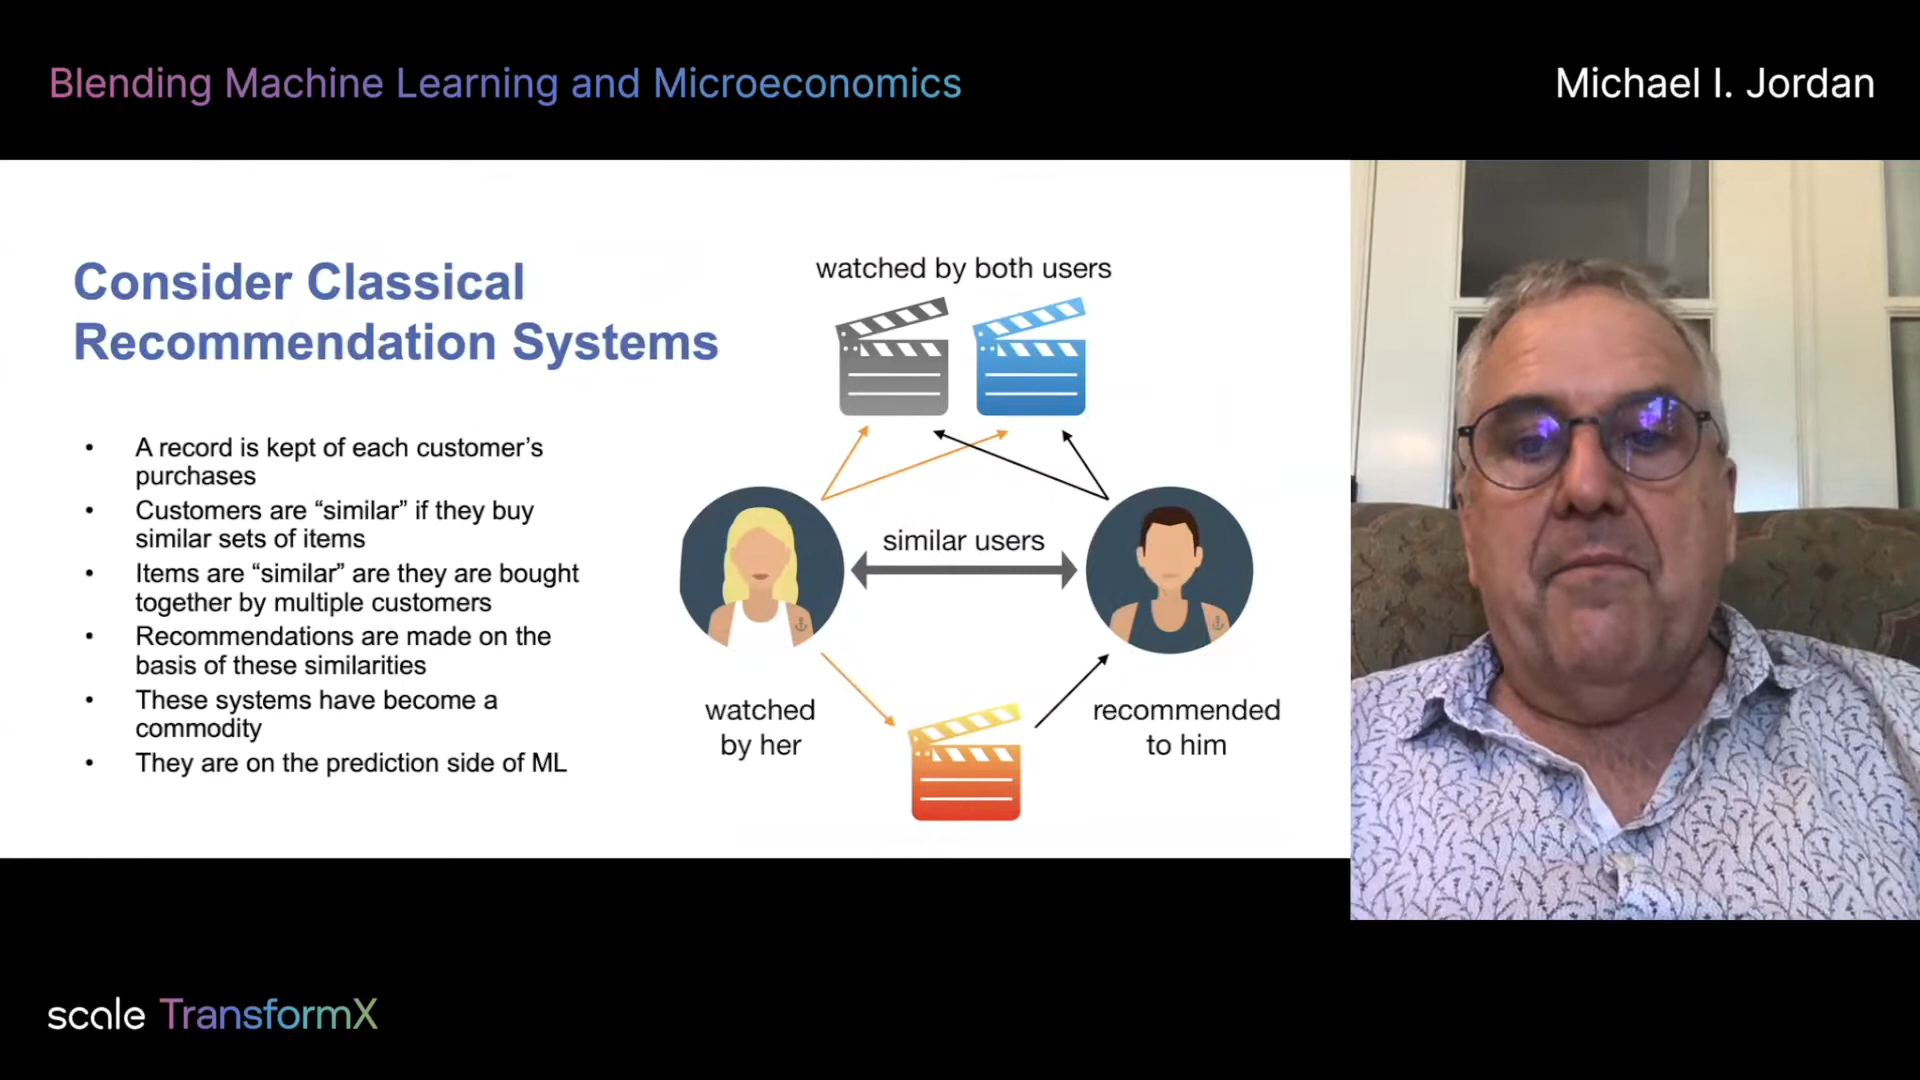 Blending Machine Learning and Microeconomics
Michael I. Jordan
Consider Classical
Recommendation Systems
• A record is kept of each customer’s
purchases
• Customers are “similar” if they buy
similar sets of items
• Items are “similar” are they are bought
together by multiple customers
• Recommendations are made on the
basis of these similarities
• These systems have become a
commodity
• They are on the prediction side of ML
watched by both users
similar users
watched
by her
recommended
to him
scale TransformX